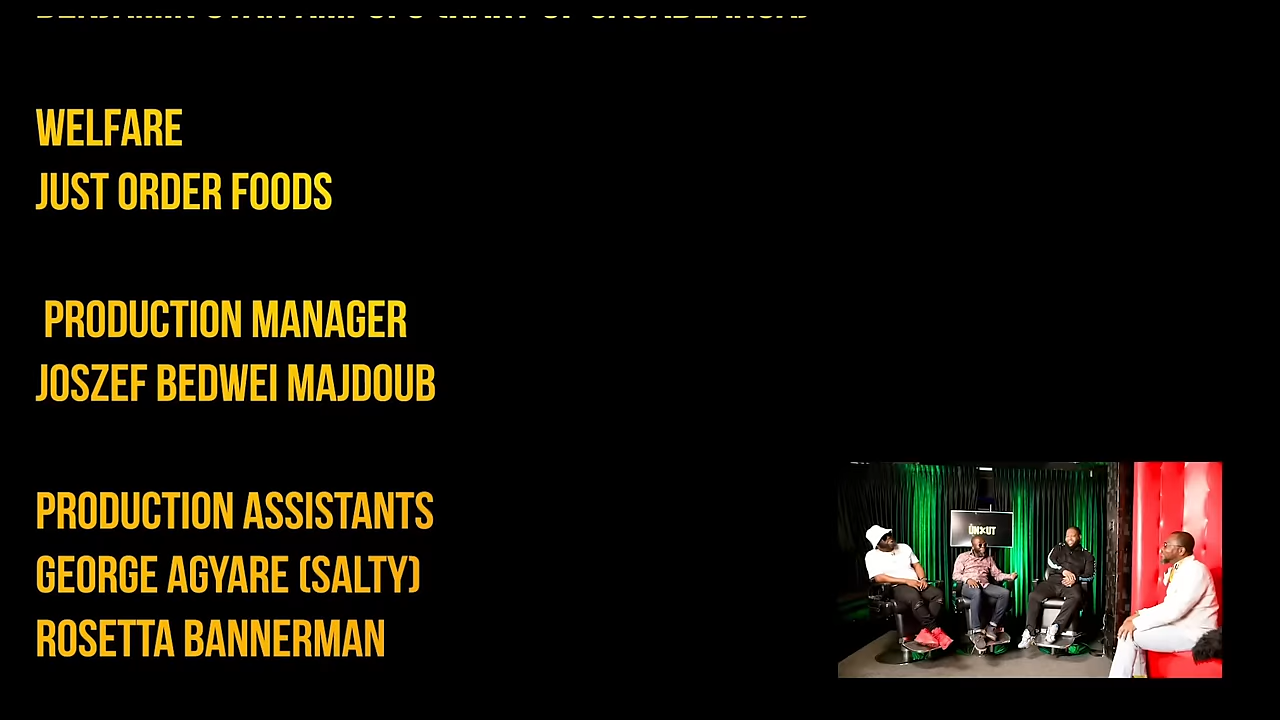 WELFARE
JUST ORDER FOODS
PRODUCTION MANAGER
JOSZEF BEDWEI MAJDOUB
PRODUCTION ASSISTANTS
GEORGE AGYARE (SALTY)
ROSETTA BANNERMAN